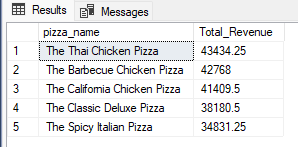 Results Messages
pizza_name Total_Revenue
1 The Thai Chicken Pizza 43434.25
2 The Barbecue Chicken Pizza 42768
3 The California Chicken Pizza 41409.5
4 The Classic Deluxe Pizza 38180.5
5 The Spicy Italian Pizza 34831.25